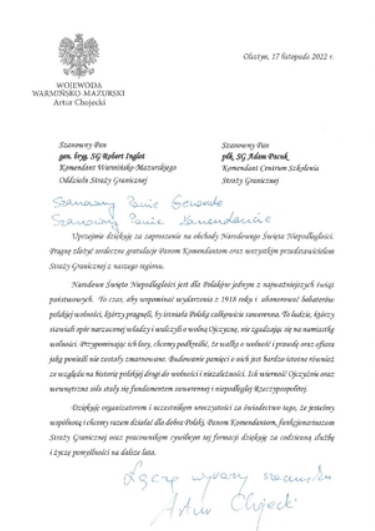 Olsztyn, 17 listopada 2022 r.
WOJEWODA
WARMIŃSKO-MAZURSKI
Artur Chojecki
Szanowny Pan
gen. bryg. SG Robert Inglot
Komendant Warmińsko-Mazurskiego
Oddziału Straży Granicznej
Szanowny Pan
płk SG Adam Pacuk
Komendant Centrum Szkolenia
Straży Granicznej
Szanowny Panie Generale
Szanowny Panie Komendancie
Uprzejmie dziękuję za zaproszenie na obchody Narodowego Święta Niepodległości.
Pragnę złożyć serdeczne gratulacje Panom Komendantom oraz wszystkim przedstawicielom
Straży Granicznej z naszego regionu.
Narodowe Święto Niepodległości jest dla Polaków jednym z najważniejszych świąt
państwowych. To czas, aby wspominać wydarzenia z 1918 roku i uhonorować bohaterów
polskiej wolności, którzy pragnęli, by istniała Polska całkowicie suwerenna. To ludzie, którzy
stawiali opór narzuconej władzy i walczyli o wolną Ojczyznę, nie zgadzając się na namiastkę
wolności. Przypominając ich losy, chcemy podkreślić, że walka o wolność i prawdę oraz ofiara
jaką ponieśli nie zostały zmarnowane. Budowanie pamięci o nich jest bardzo istotne również
ze względu na historię polskiej drogi do wolności i niezależności. Ich wierność Ojczyźnie oraz
wewnętrzna siła stały się fundamentem suwerennej i niepodległej Rzeczypospolitej.
Dziękuję organizatorom i uczestnikom uroczystości za świadectwo tego, że jesteśmy
wspólnotą i chcemy razem działać dla dobra Polski. Panom Komendantom, funkcjonariuszom
Straży Granicznej oraz pracownikom cywilnym tej formacji dziękuję za codzienną służbę
i życzę pomyślności na dalsze lata.
Łączę wyrazy szacunku
Artur Chojecki